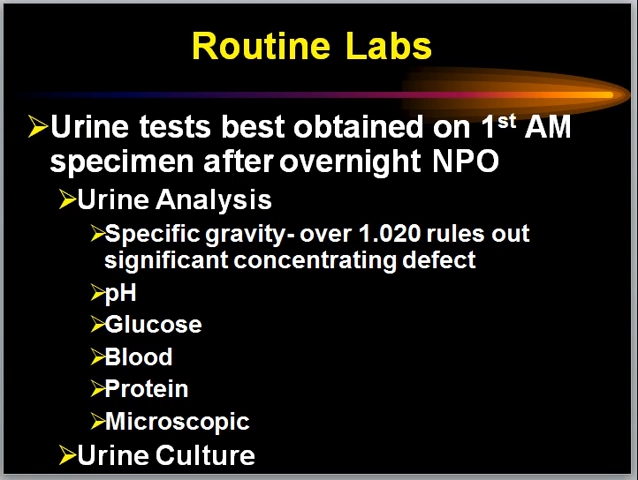 Routine Labs
Urine tests best obtained on 1st AM
specimen after overnight NPO
Urine Analysis
Specific gravity- over 1.020 rules out
significant concentrating defect
pH
Glucose
Blood
Protein
Microscopic
Urine Culture